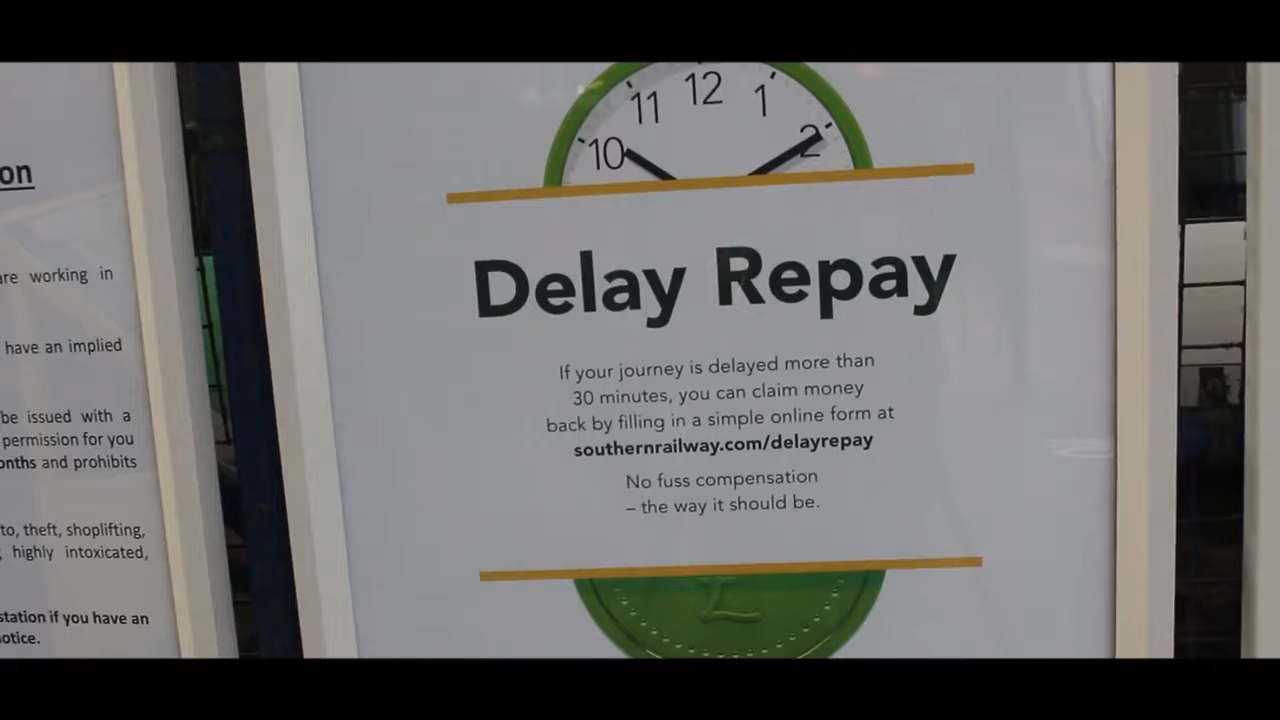 on
are working in
have an implied
be issued with a
permission for you
onths and prohibits
to, theft, shoplifting,
highly intoxicated,
station if you have an
notice.
11 12 1
10 2
Delay Repay
If your journey is delayed more than
30 minutes, you can claim money
back by filling in a simple online form at
southernrailway.com/delayrepay
No fuss compensation
– the way it should be.
£